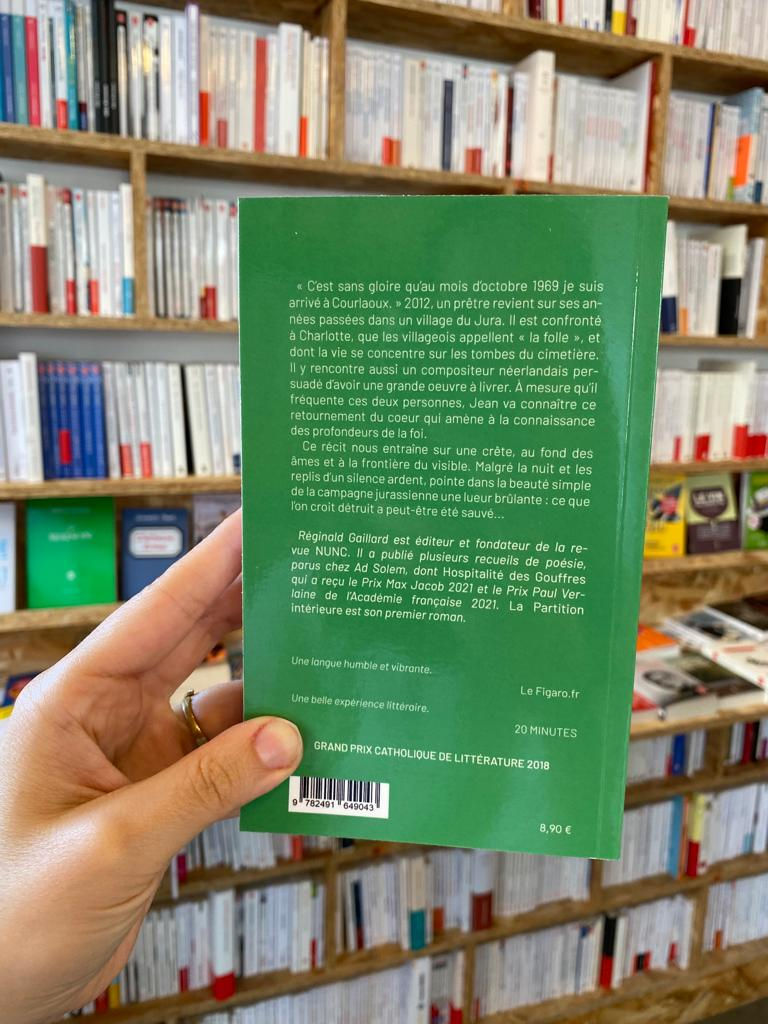 « C'est sans gloire qu'au mois d'octobre 1969 je suis
arrivé à Courlaoux. » 2012, un prêtre revient sur ses an-
nées passées dans un village du Jura. Il est confronté
à Charlotte, que les villageois appellent « la folle », et
dont la vie se concentre sur les tombes du cimetière.
Il y rencontre aussi un compositeur néerlandais per-
suadé d'avoir une grande oeuvre à livrer. À mesure qu'il
fréquente ces deux personnes, Jean va connaître ce
retournement du coeur qui amène à la connaissance
des profondeurs de la foi.
Ce récit nous entraîne sur une crête, au fond des
âmes et à la frontière du visible. Malgré la nuit et les
replis d'un silence ardent, pointe dans la beauté simple
de la campagne jurassienne une lueur brûlante : ce que
l'on croit détruit a peut-être été sauvé...
Réginald Gaillard est éditeur et fondateur de la re-
vue NUNC. Il a publié plusieurs recueils de poésie,
parus chez Ad Solem, dont Hospitalité des Gouffres
qui a reçu le Prix Max Jacob 2021 et le Prix Paul Ver-
laine de l'Académie française 2021. La Partition
intérieure est son premier roman.
Une langue humble et vibrante.
Le Figaro.fr
Une belle expérience littéraire.
20 MINUTES
GRAND PRIX CATHOLIQUE DE LITTÉRATURE 2018
9 782491 649043
8,90 €